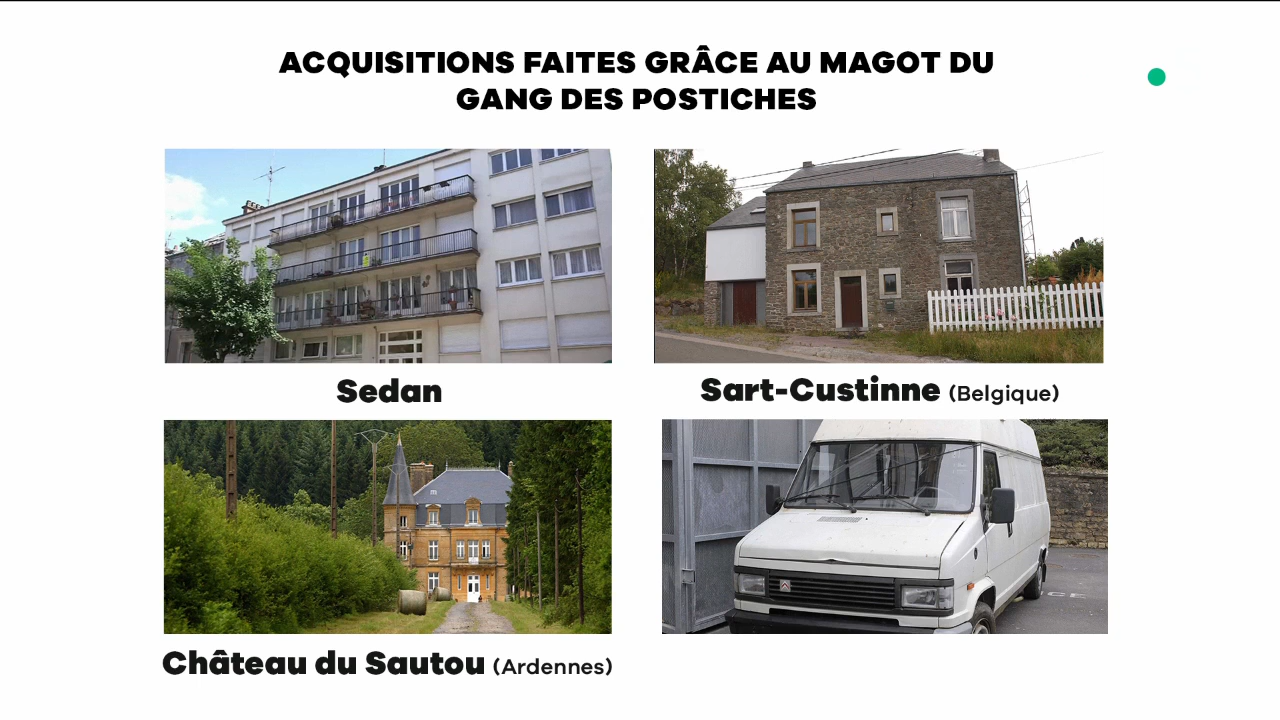 ACQUISITIONS FAITES GRÂCE AU MAGOT DU
GANG DES POSTICHES
Sedan
Sart-Custinne (Belgique)
Château du Sautou (Ardennes)